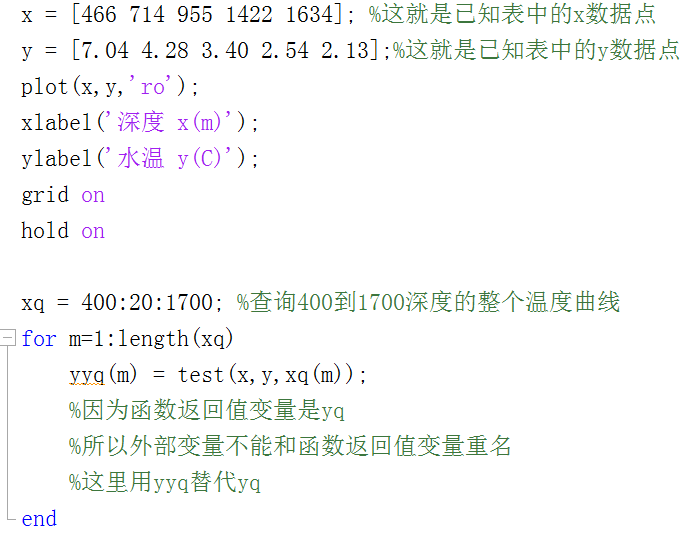 x = [466 714 955 1422 1634]; %这就是已知表中的x数据点
y = [7.04 4.28 3.40 2.54 2.13];%这就是已知表中的y数据点
plot(x,y,'ro');
xlabel('深度 x(m)');
ylabel('水温 y(C)');
grid on
hold on
xq = 400:20:1700; %查询400到1700深度的整个温度曲线
for m=1:length(xq)
yyq(m) = test(x,y,xq(m));
%因为函数返回值变量是yq
%所以外部变量不能和函数返回值变量重名
%这里用yyq替代yq
end